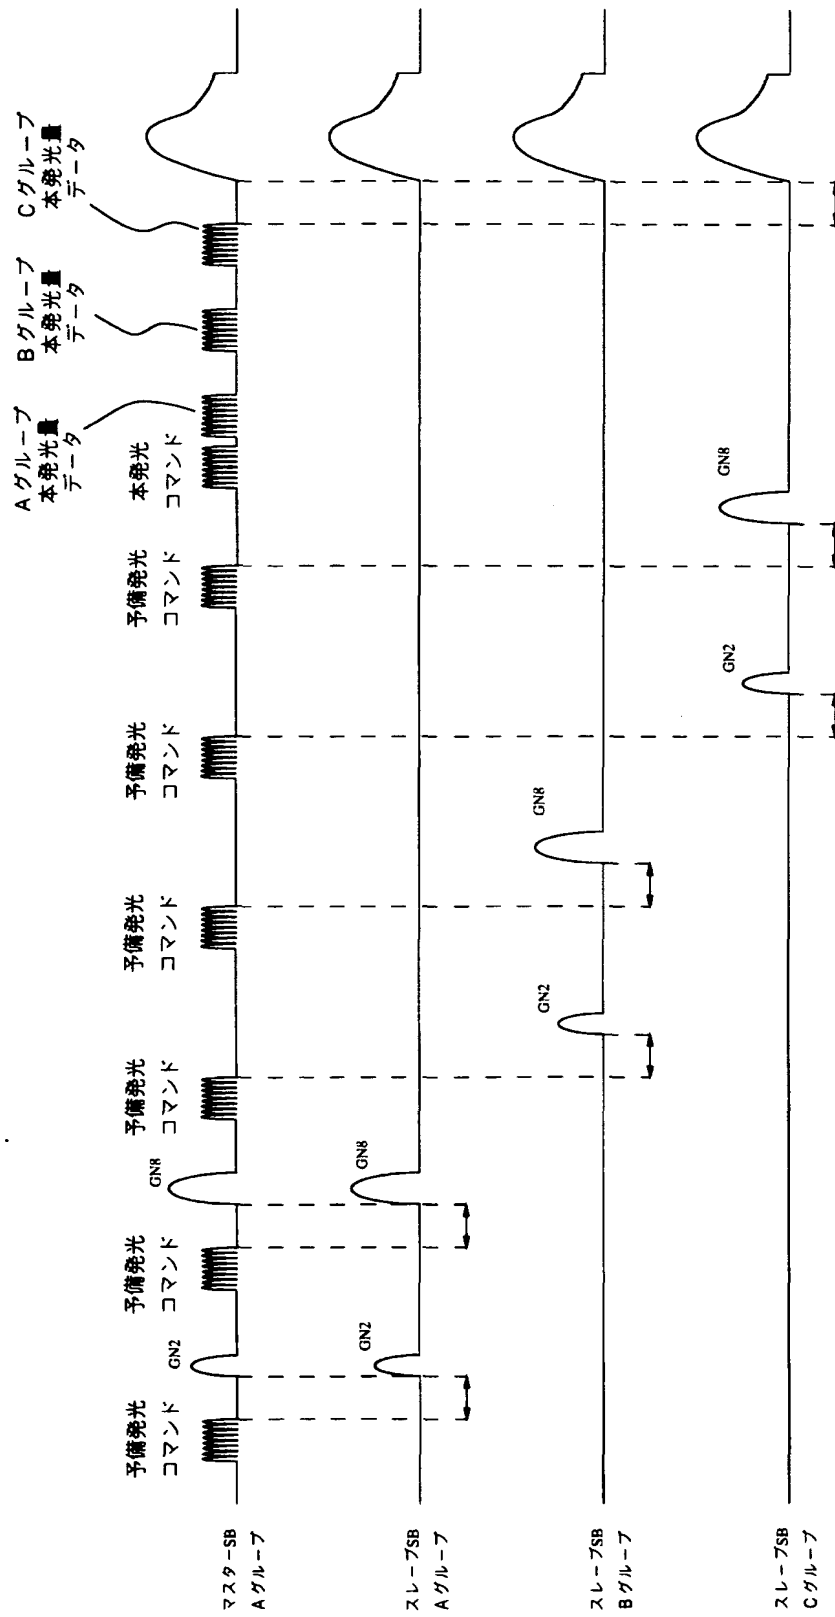 予備発光
コマンド
GN2
予備発光
コマンド
GN8
予備発光
コマンド
予備発光
コマンド
予備発光
コマンド
予備発光
コマンド
本発光
コマンド
Aグループ
本発光量
データ
Bグループ
本発光量
データ
Cグループ
本発光量
データ
マスターSB
Aグループ
GN2
GN8
スレーブSB
Aグループ
GN2
GN8
スレーブSB
Bグループ
GN2
GN8
スレーブSB
Cグループ